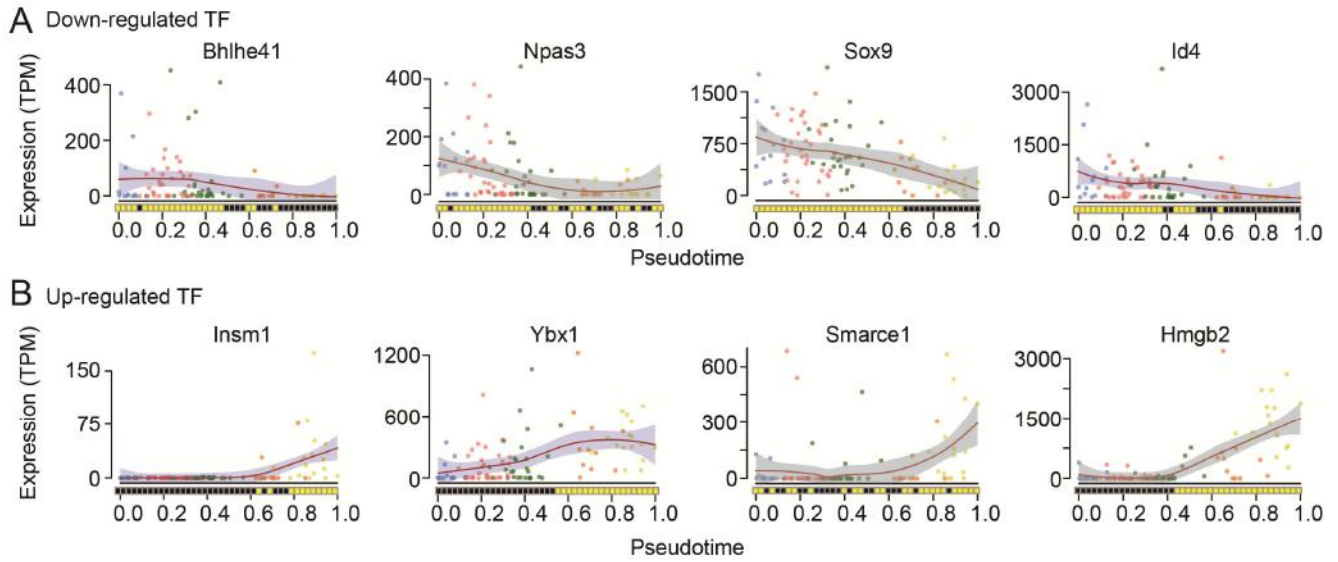 A Down-regulated TF
Bhlhe41 Npas3 Sox9 Id4
Expression (TPM)
400 200 0
400 200 0
1500 750 0
3000 1500 0
0.0 0.2 0.4 0.6 0.8 1.0 0.0 0.2 0.4 0.6 0.8 1.0 0.0 0.2 0.4 0.6 0.8 1.0 0.0 0.2 0.4 0.6 0.8 1.0
Pseudotime
B Up-regulated TF
Insm1 Ybx1 Smarce1 Hmgb2
Expression (TPM)
150 75 0
1200 600 0
600 300 0
3000 1500 0
0.0 0.2 0.4 0.6 0.8 1.0 0.0 0.2 0.4 0.6 0.8 1.0 0.0 0.2 0.4 0.6 0.8 1.0 0.0 0.2 0.4 0.6 0.8 1.0
Pseudotime